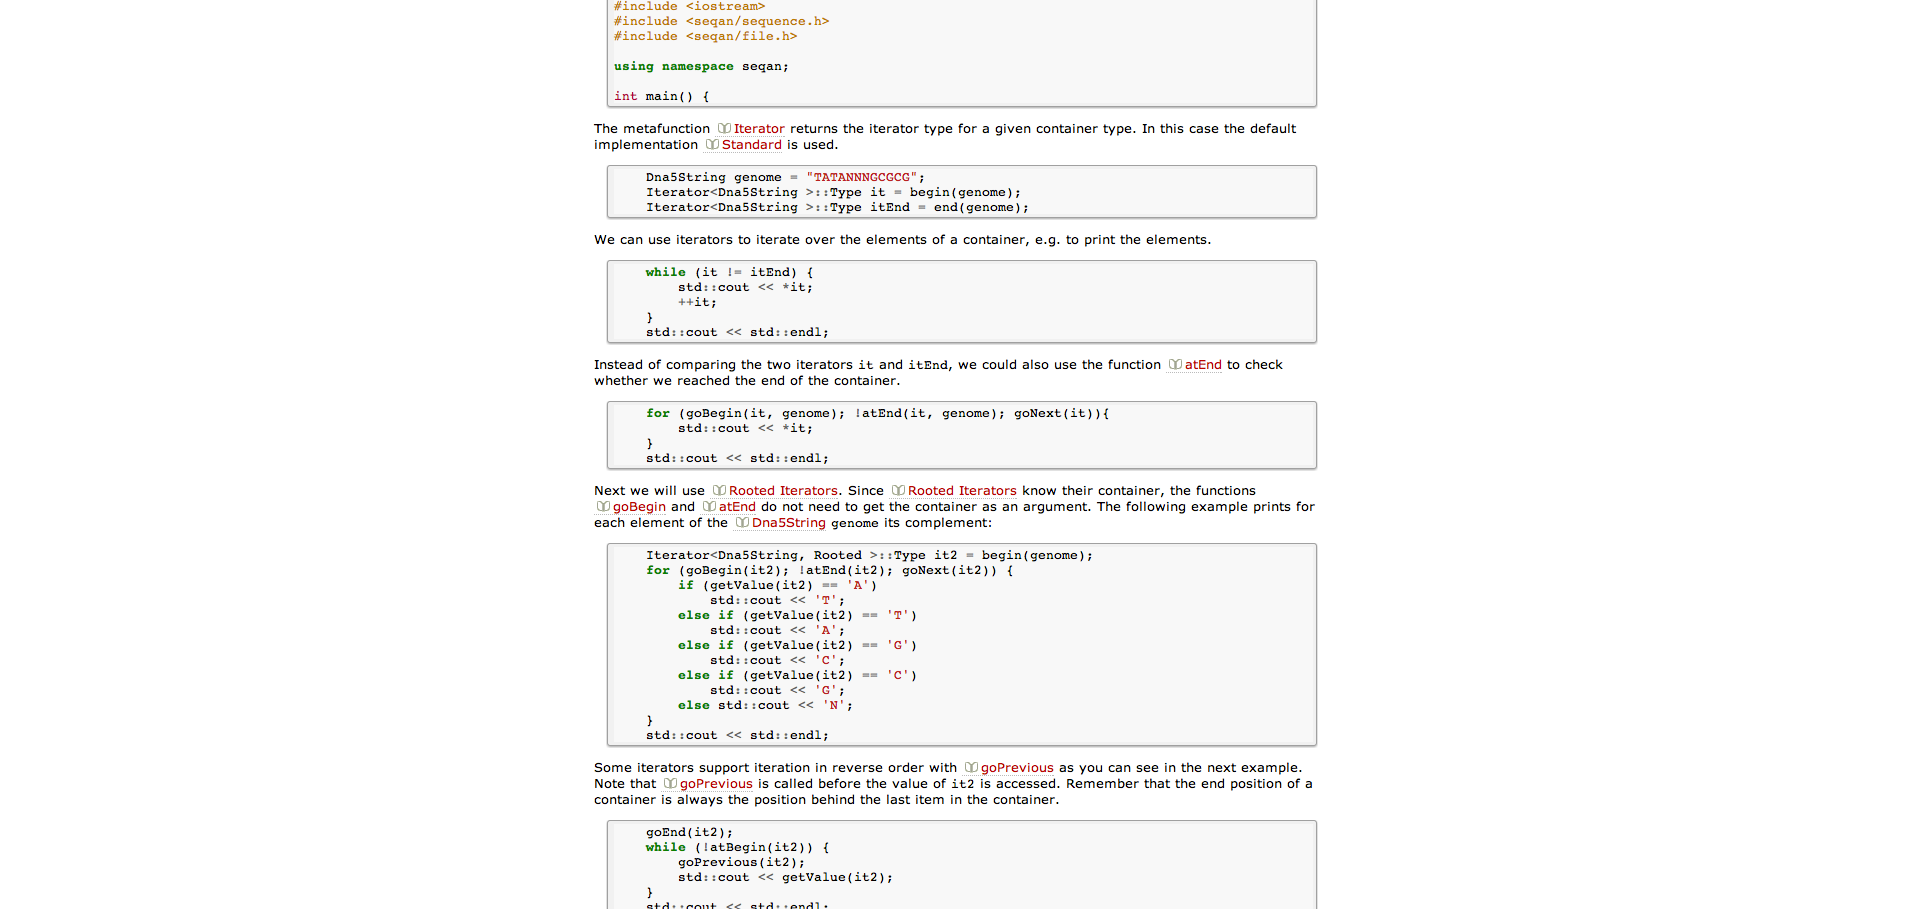 #include <iostream>
#include <seqan/sequence.h>
#include <seqan/file.h>
using namespace seqan;
int main() {
The metafunction Iterator returns the iterator type for a given container type. In this case the default
implementation Standard is used.
Dna5String genome = "TATANNNGCGCG";
Iterator<Dna5String >::Type it = begin(genome);
Iterator<Dna5String >::Type itEnd = end(genome);
We can use iterators to iterate over the elements of a container, e.g. to print the elements.
while (it != itEnd) {
std::cout << *it;
++it;
}
std::cout << std::endl;
Instead of comparing the two iterators it and itEnd, we could also use the function atEnd to check
whether we reached the end of the container.
for (goBegin(it, genome); !atEnd(it, genome); goNext(it)){
std::cout << *it;
}
std::cout << std::endl;
Next we will use Rooted Iterators. Since Rooted Iterators know their container, the functions
goBegin and atEnd do not need to get the container as an argument. The following example prints for
each element of the Dna5String genome its complement:
Iterator<Dna5String, Rooted >::Type it2 = begin(genome);
for (goBegin(it2); !atEnd(it2); goNext(it2)) {
if (getValue(it2) == 'A')
std::cout << 'T';
else if (getValue(it2) == 'T')
std::cout << 'A';
else if (getValue(it2) == 'G')
std::cout << 'C';
else if (getValue(it2) == 'C')
std::cout << 'G';
else std::cout << 'N';
}
std::cout << std::endl;
Some iterators support iteration in reverse order with goPrevious as you can see in the next example.
Note that goPrevious is called before the value of it2 is accessed. Remember that the end position of a
container is always the position behind the last item in the container.
goEnd(it2);
while (!atBegin(it2)) {
goPrevious(it2);
std::cout << getValue(it2);
}
std::cout << std::endl;